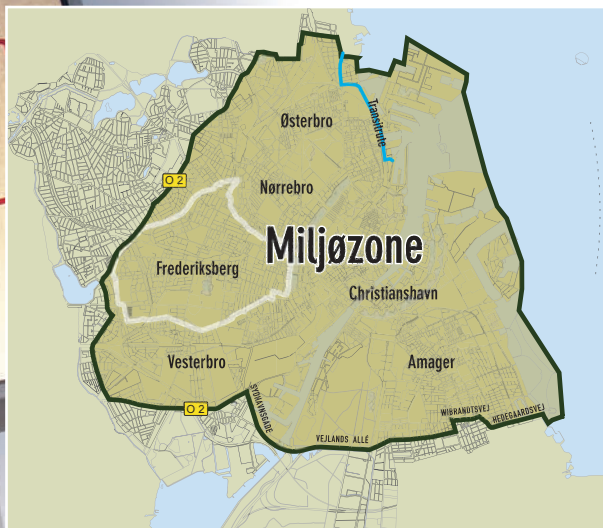 Østerbro
Transitrute
O 2
Nørrebro
Miljøzone
Frederiksberg
Christianshavn
Vesterbro
Amager
O 2
SYDHAVNSGADE
WIBRANDTSVEJ
HEDEGAARDSVEJ
VEJLANDS ALLÉ